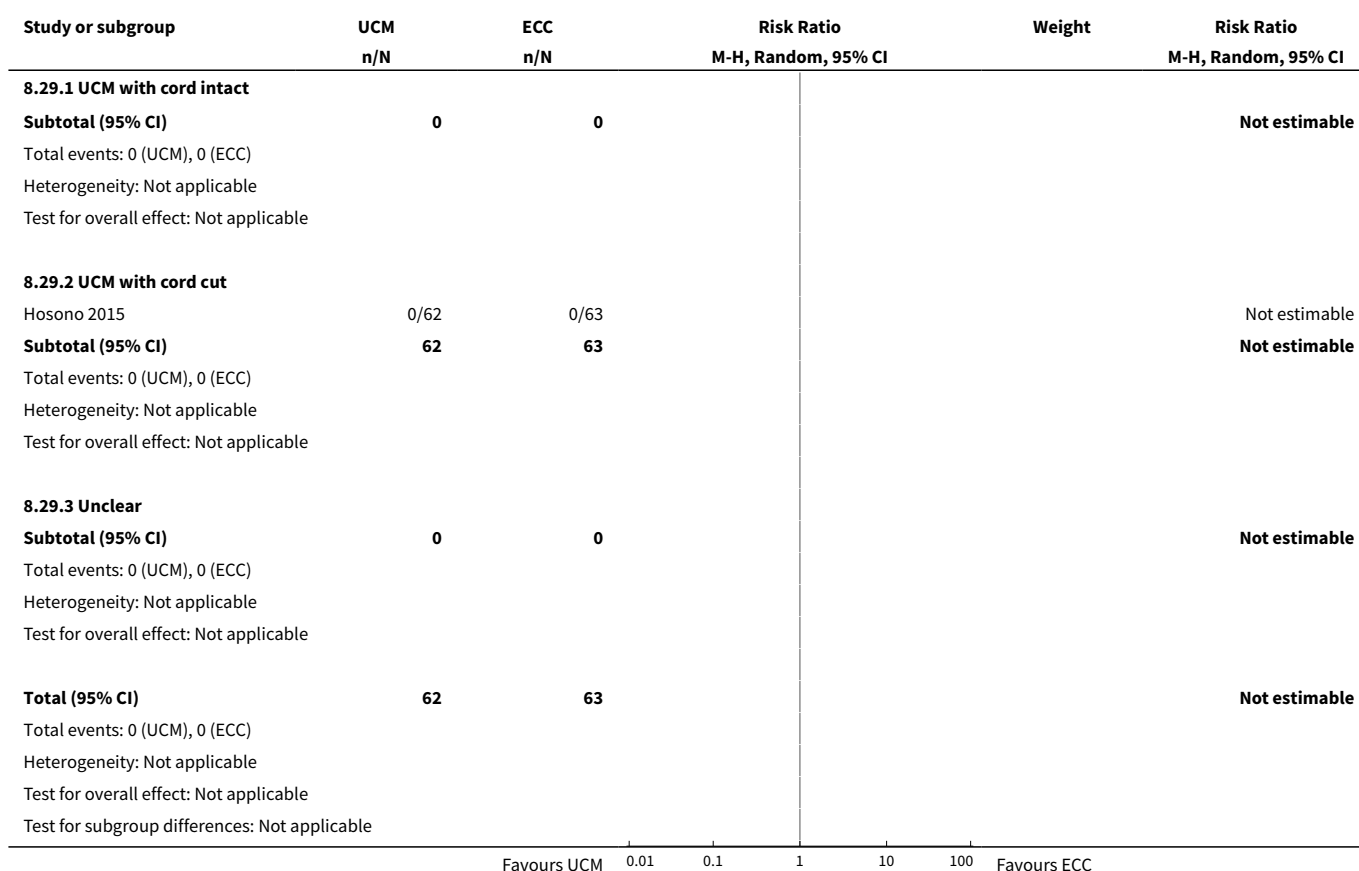 Study or subgroup UCM ECC Risk Ratio Weight Risk Ratio
n/N n/N M-H, Random, 95% CI M-H, Random, 95% CI
8.29.1 UCM with cord intact
Subtotal (95% CI) 0 0 Not estimable
Total events: 0 (UCM), 0 (ECC)
Heterogeneity: Not applicable
Test for overall effect: Not applicable
8.29.2 UCM with cord cut
Hosono 2015 0/62 0/63 Not estimable
Subtotal (95% CI) 62 63 Not estimable
Total events: 0 (UCM), 0 (ECC)
Heterogeneity: Not applicable
Test for overall effect: Not applicable
8.29.3 Unclear
Subtotal (95% CI) 0 0 Not estimable
Total events: 0 (UCM), 0 (ECC)
Heterogeneity: Not applicable
Test for overall effect: Not applicable
Total (95% CI) 62 63 Not estimable
Total events: 0 (UCM), 0 (ECC)
Heterogeneity: Not applicable
Test for overall effect: Not applicable
Test for subgroup differences: Not applicable
Favours UCM 0.01 0.1 1 10 100 Favours ECC